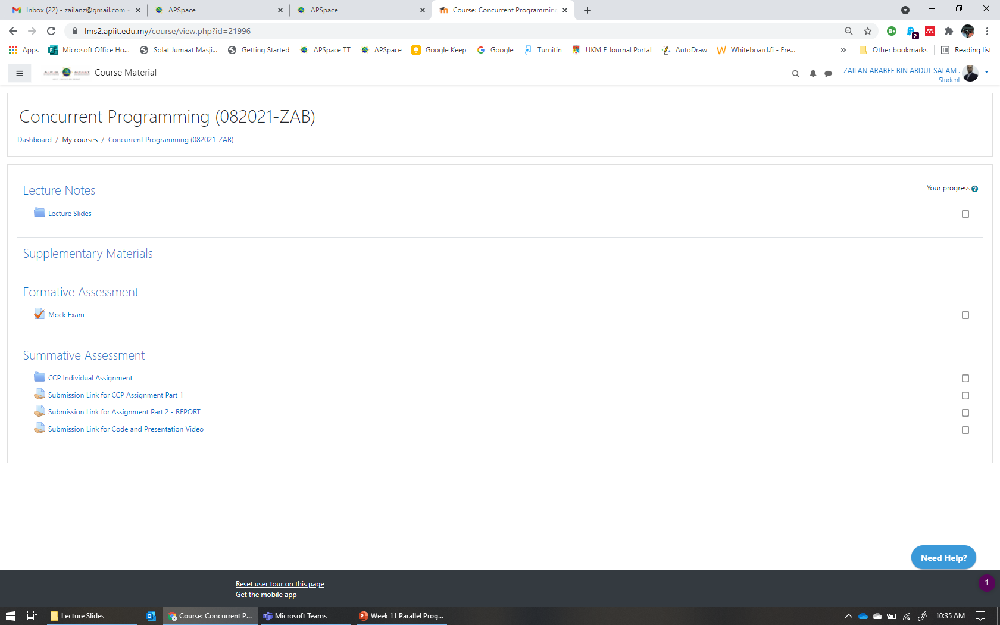 Inbox (22) - zailanz@gmail.com -
APSpace
APSpace
Course: Concurrent Programming
lms2.apiit.edu.my/course/view.php?id=21996
2
Apps
Microsoft Office Ho...
Solat Jumaat Masji...
Getting Started
APSpace TT
APSpace
Google Keep
Google
Turnitin
UKM E Journal Portal
AutoDraw
Whiteboard.fi - Fre...
»
Other bookmarks
Reading list
Course Material
ZAILAN ARABEE BIN ABDUL SALAM .
Student
Concurrent Programming (082021-ZAB)
Dashboard / My courses / Concurrent Programming (082021-ZAB)
Lecture Notes
Your progress
Lecture Slides
Supplementary Materials
Formative Assessment
Mock Exam
Summative Assessment
CCP Individual Assignment
Submission Link for CCP Assignment Part 1
Submission Link for Assignment Part 2 - REPORT
Submission Link for Code and Presentation Video
Need Help?
Reset user tour on this page
Get the mobile app
1
Lecture Slides
Course: Concurrent P...
Microsoft Teams
Week 11 Parallel Prog...
10:35 AM